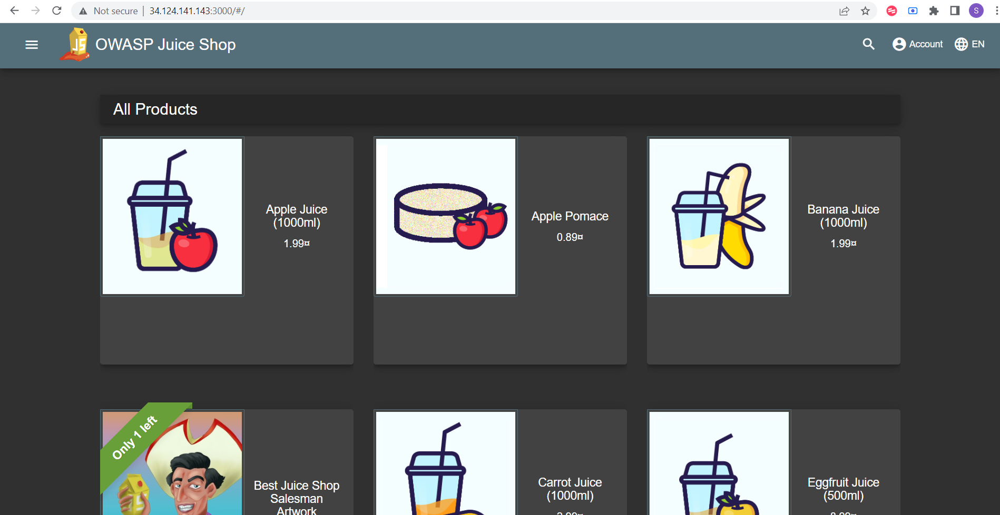 Not secure | 34.124.141.143:3000/#/
S
JS
OWASP Juice Shop
Account
EN
All Products
Apple Juice
(1000ml)
1.99¤
Apple Pomace
0.89¤
Banana Juice
(1000ml)
1.99¤
Only 1 left
Best Juice Shop
Salesman
Artwork
Carrot Juice
(1000ml)
Eggfruit Juice
(500ml)